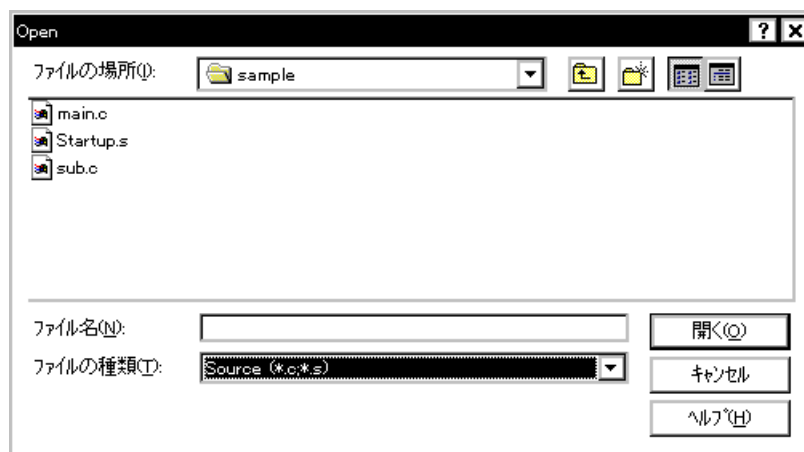 Open
ﾌｧｲﾙの場所(I):
sample
main.c
Startup.s
sub.c
ﾌｧｲﾙ名(N):
開く(O)
ﾌｧｲﾙの種類(T):
Source (*.c;*.s)
ｷｬﾝｾﾙ
ﾍﾙﾌﾟ(H)